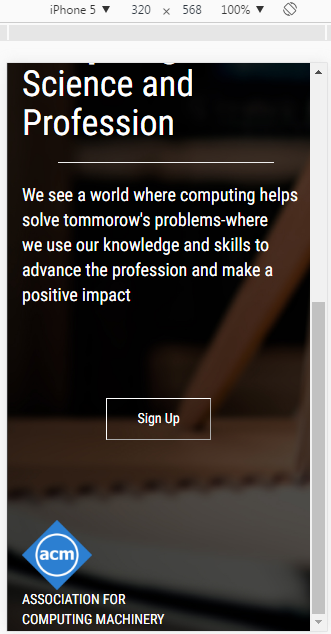 iPhone 5 ▼ 320 × 568 100% ▼
Science and
Profession
We see a world where computing helps
solve tommorow's problems-where
we use our knowledge and skills to
advance the profession and make a
positive impact
Sign Up
acm
ASSOCIATION FOR
COMPUTING MACHINERY